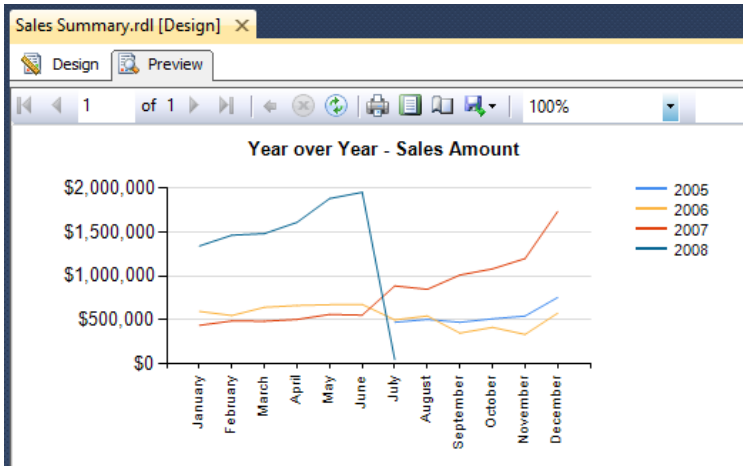 Sales Summary.rdl [Design]
Design Preview
1 of 1 100%
Year over Year - Sales Amount
$2,000,000
$1,500,000
$1,000,000
$500,000
$0
2005
2006
2007
2008
January
February
March
April
May
June
July
August
September
October
November
December